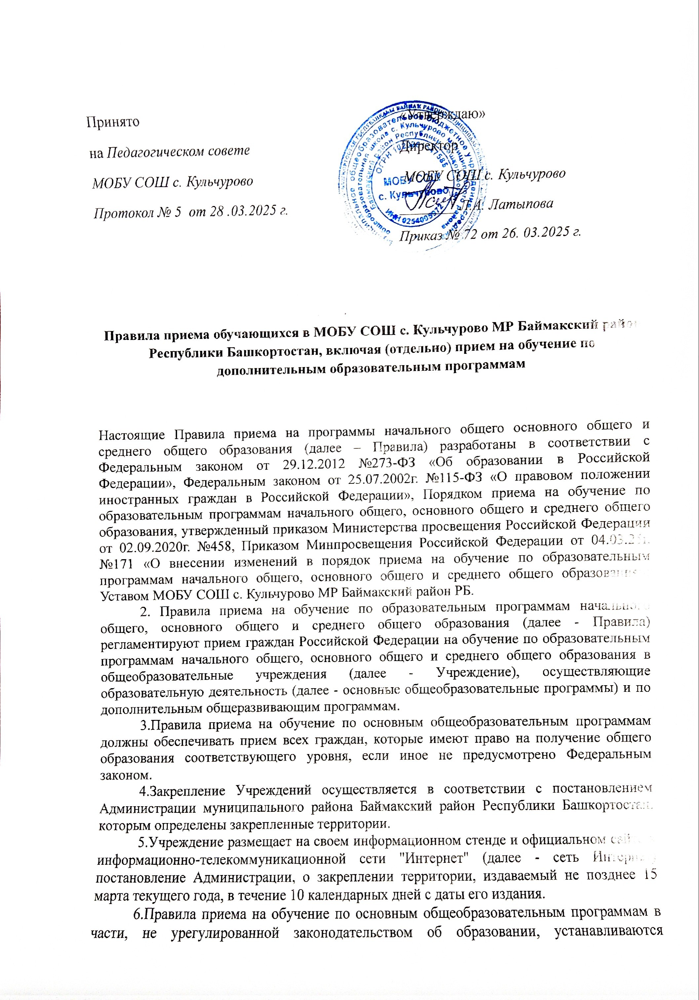 Принято
на Педагогическом совете
МОБУ СОШ с. Кульчурово
Протокол № 5 от 28 .03.2025 г.
«Утверждаю»
Директор
МОБУ СОШ с. Кульчурово
Л.А. Латыпова
Приказ № 72 от 26. 03.2025 г.
МОБУ СОШ
с. Кульчурово
Правила приема обучающихся в МОБУ СОШ с. Кульчурово МР Баймакский район
Республики Башкортостан, включая (отдельно) прием на обучение по
дополнительным образовательным программам
Настоящие Правила приема на программы начального общего основного общего и
среднего общего образования (далее – Правила) разработаны в соответствии с
Федеральным законом от 29.12.2012 №273-ФЗ «Об образовании в Российской
Федерации», Федеральным законом от 25.07.2002г. №115-ФЗ «О правовом положении
иностранных граждан в Российской Федерации», Порядком приема на обучение по
образовательным программам начального общего, основного общего и среднего общего
образования, утвержденный приказом Министерства просвещения Российской Федерации
от 02.09.2020г. №458, Приказом Минпросвещения Российской Федерации от
№171 «О внесении изменений в порядок приема на обучение по образовательным
программам начального общего, основного общего и среднего общего
Уставом МОБУ СОШ с. Кульчурово МР Баймакский район РБ.
2. Правила приема на обучение по образовательным программам начального
общего, основного общего и среднего общего образования (далее - Правила)
регламентируют прием граждан Российской Федерации на обучение по образовательным
программам начального общего, основного общего и среднего общего образования в
общеобразовательные учреждения (далее - Учреждение), осуществляющие
образовательную деятельность (далее - основные общеобразовательные программы) и по
дополнительным общеразвивающим программам.
3.Правила приема на обучение по основным общеобразовательным программам
должны обеспечивать прием всех граждан, которые имеют право на получение общего
образования соответствующего уровня, если иное не предусмотрено Федеральным
законом.
4.Закрепление Учреждений осуществляется в соответствии с постановлением
Администрации муниципального района Баймакский район Республики Башкортостан,
которым определены закрепленные территории.
5.Учреждение размещает на своем информационном стенде и официальном
информационно-телекоммуникационной сети "Интернет" (далее - сеть
постановление Администрации, о закреплении территории, издаваемый не позднее 15
марта текущего года, в течение 10 календарных дней с даты его издания.
6.Правила приема на обучение по основным общеобразовательным программам в
части, не урегулированной законодательством об образовании, устанавливаются